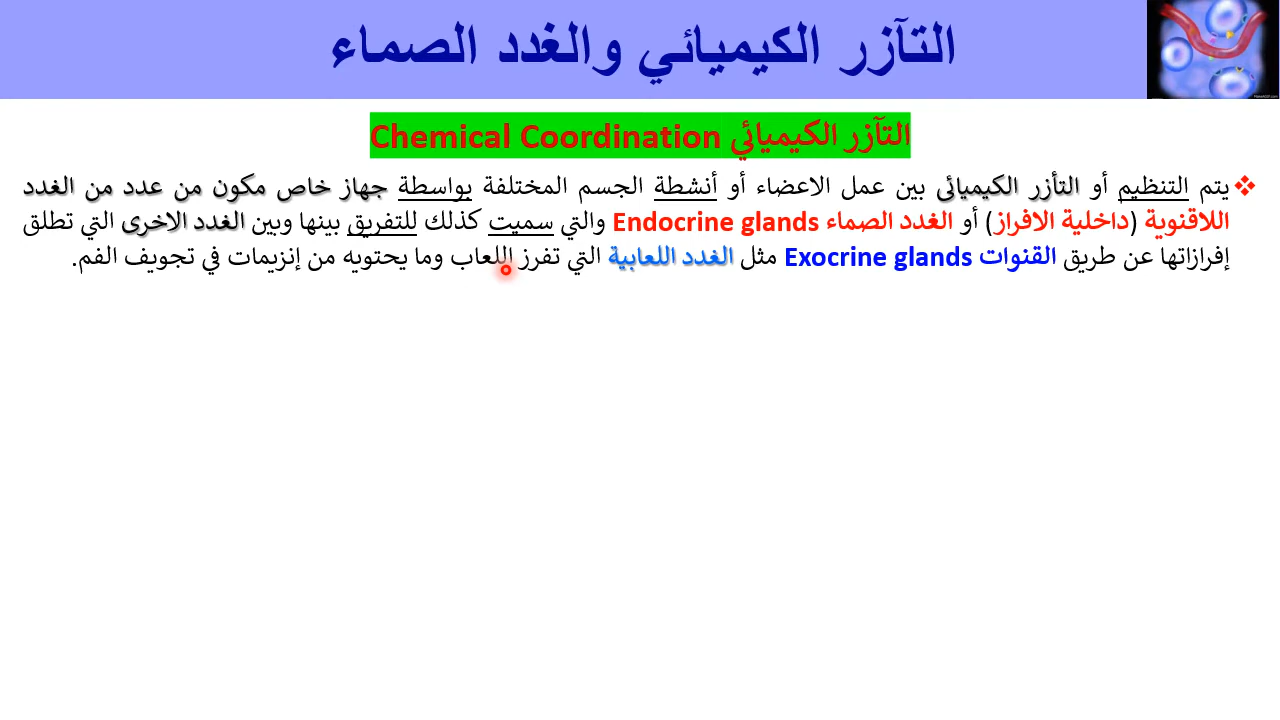 التآزر الكيميائي والغدد الصماء
التآزر الكيميائي Chemical Coordination
❖ يتم التنظيم أو التأزر الكيميائى بين عمل الاعضاء أو أنشطة الجسم المختلفة بواسطة جهاز خاص مكون من عدد من الغدد
اللاقنوية (داخلية الافراز) أو الغدد الصماء Endocrine glands والتي سميت كذلك للتفريق بينها وبين الغدد الاخرى التي تطلق
إفرازاتها عن طريق القنوات Exocrine glands مثل الغدد اللعابية التي تفرز اللعاب وما يحتويه من إنزيمات في تجويف الفم.